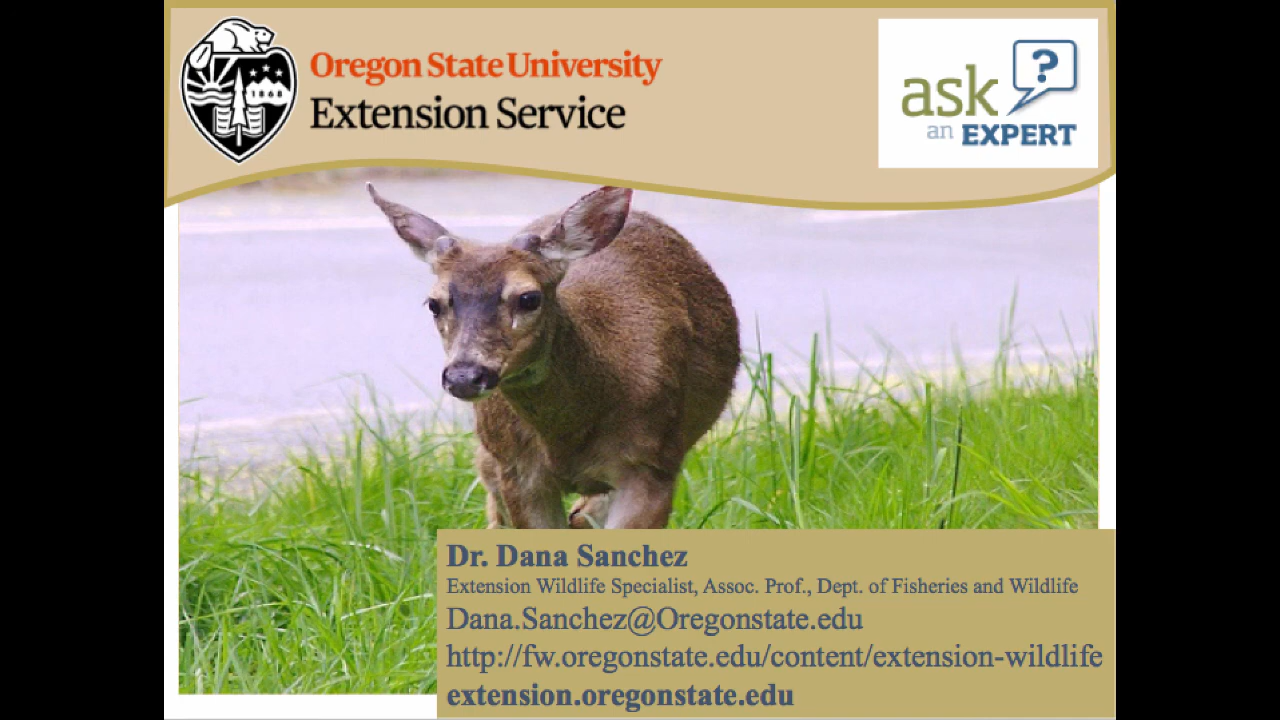 Oregon State University
Extension Service
ask
?
an EXPERT
Dr. Dana Sanchez
Extension Wildlife Specialist, Assoc. Prof., Dept. of Fisheries and Wildlife
Dana.Sanchez@Oregonstate.edu
http://fw.oregonstate.edu/content/extension-wildlife
extension.oregonstate.edu